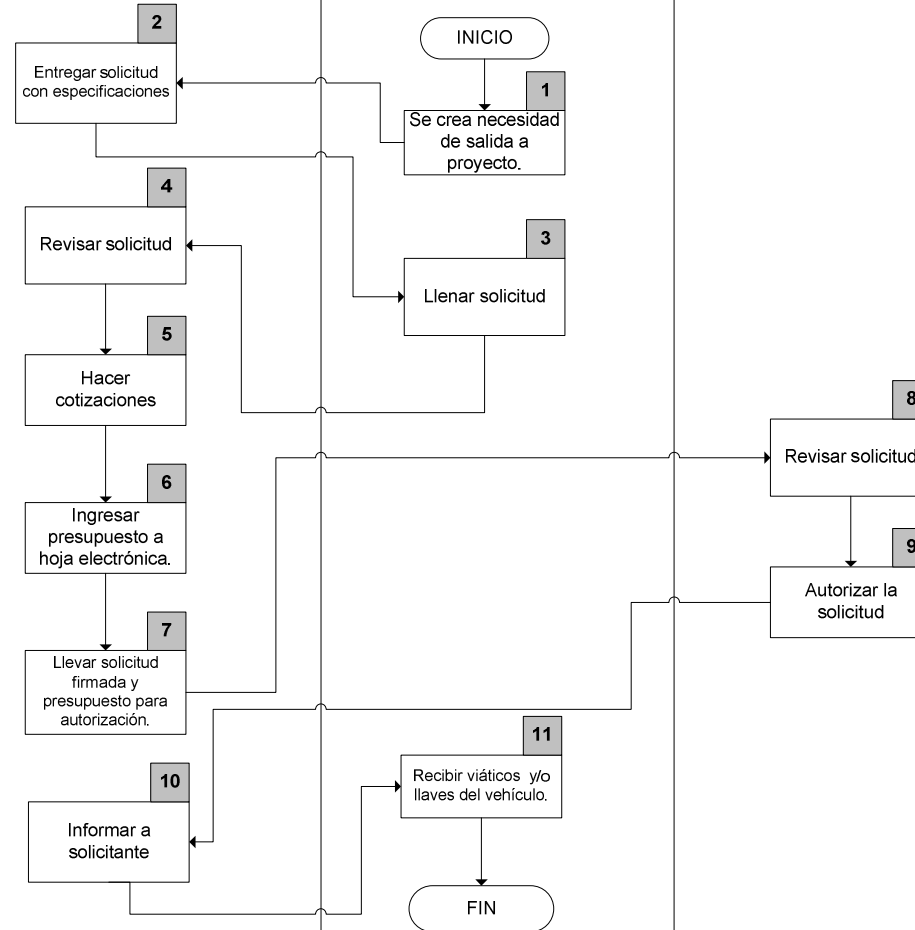 INICIO
1
Se crea necesidad
de salida a
proyecto.
2
Entregar solicitud
con especificaciones
3
Llenar solicitud
4
Revisar solicitud
5
Hacer
cotizaciones
6
Ingresar
presupuesto a
hoja electrónica.
7
Llevar solicitud
firmada y
presupuesto para
autorización.
8
Revisar solicitud
9
Autorizar la
solicitud
10
Informar a
solicitante
11
Recibir viáticos y/o
llaves del vehículo.
FIN